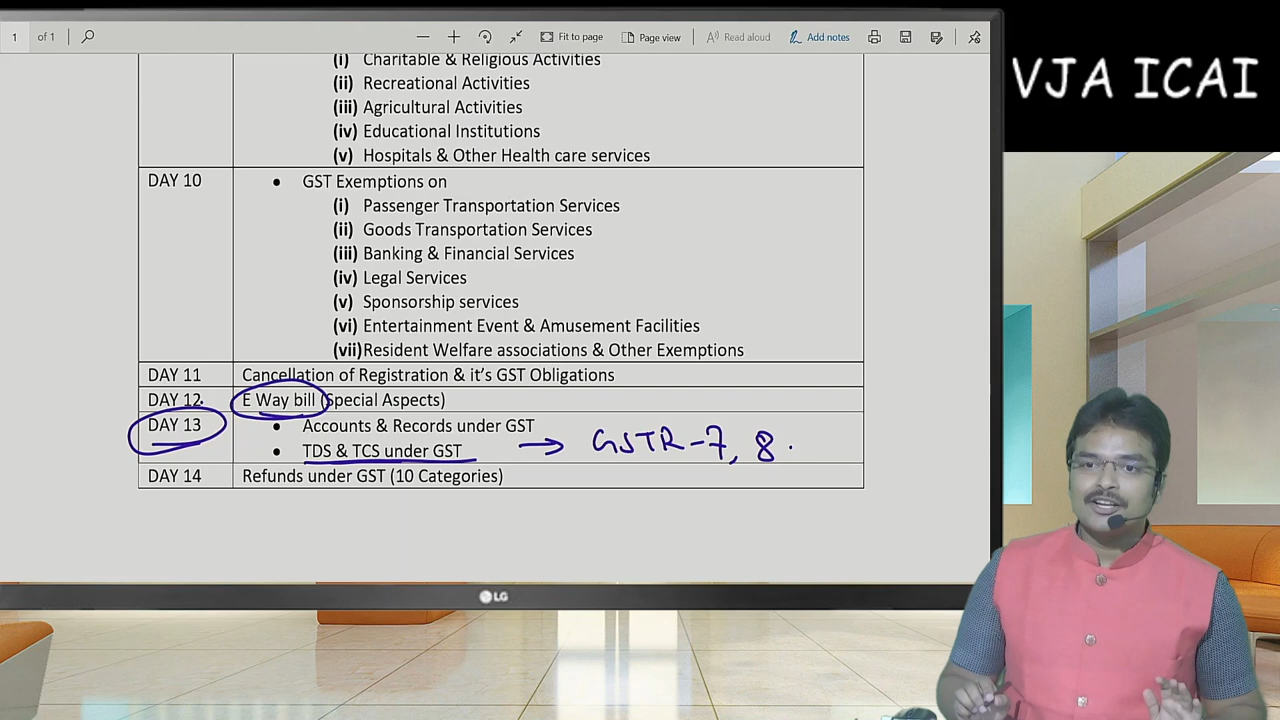 1 of 1 Fit to page Page view Read aloud Add notes
VJA ICAI
(i) Charitable & Religious Activities
(ii) Recreational Activities
(iii) Agricultural Activities
(iv) Educational Institutions
(v) Hospitals & Other Health care services
DAY 10 • GST Exemptions on
(i) Passenger Transportation Services
(ii) Goods Transportation Services
(iii) Banking & Financial Services
(iv) Legal Services
(v) Sponsorship services
(vi) Entertainment Event & Amusement Facilities
(vii) Resident Welfare associations & Other Exemptions
DAY 11 Cancellation of Registration & it's GST Obligations
DAY 12 E Way bill (Special Aspects)
DAY 13 • Accounts & Records under GST
• TDS & TCS under GST → GSTR-7, 8.
DAY 14 Refunds under GST (10 Categories)
LG